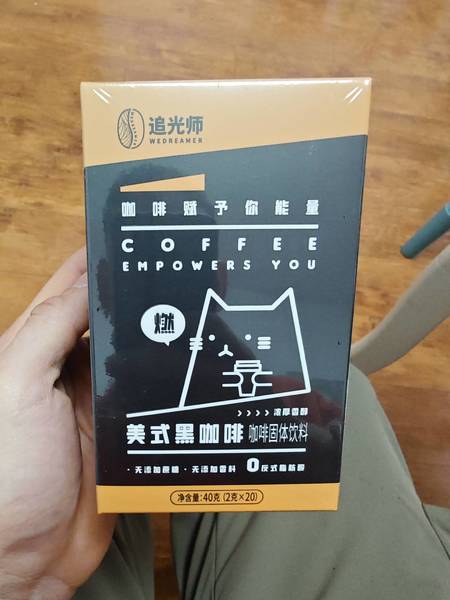 追光师
WEDREAMER
咖啡赋予你能量
COFFEE
EMPOWERS YOU
燃
>>>> 浓厚香醇
美式黑咖啡 咖啡固体饮料
·无添加蔗糖 ·无添加香料 0反式脂肪酸
净含量:40克 (2克×20)